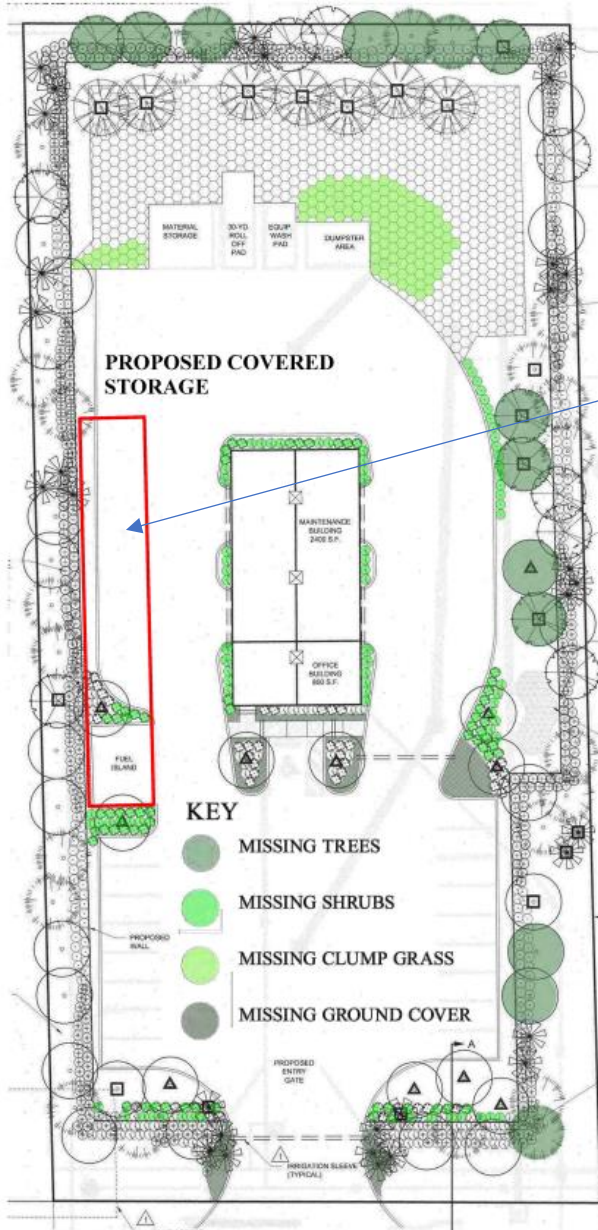 MATERIAL
STORAGE
30-YD
ROLL
OFF
PAD
EQUIP
WASH
PAD
DUMPSTER
AREA
PROPOSED COVERED
STORAGE
MAINTENANCE
BUILDING
2400 S.F.
OFFICE
BUILDING
800 S.F.
FUEL
ISLAND
KEY
MISSING TREES
MISSING SHRUBS
MISSING CLUMP GRASS
MISSING GROUND COVER
PROPOSED
WALL
A
PROPOSED
ENTRY
GATE
IRRIGATION SLEEVE
(TYPICAL)